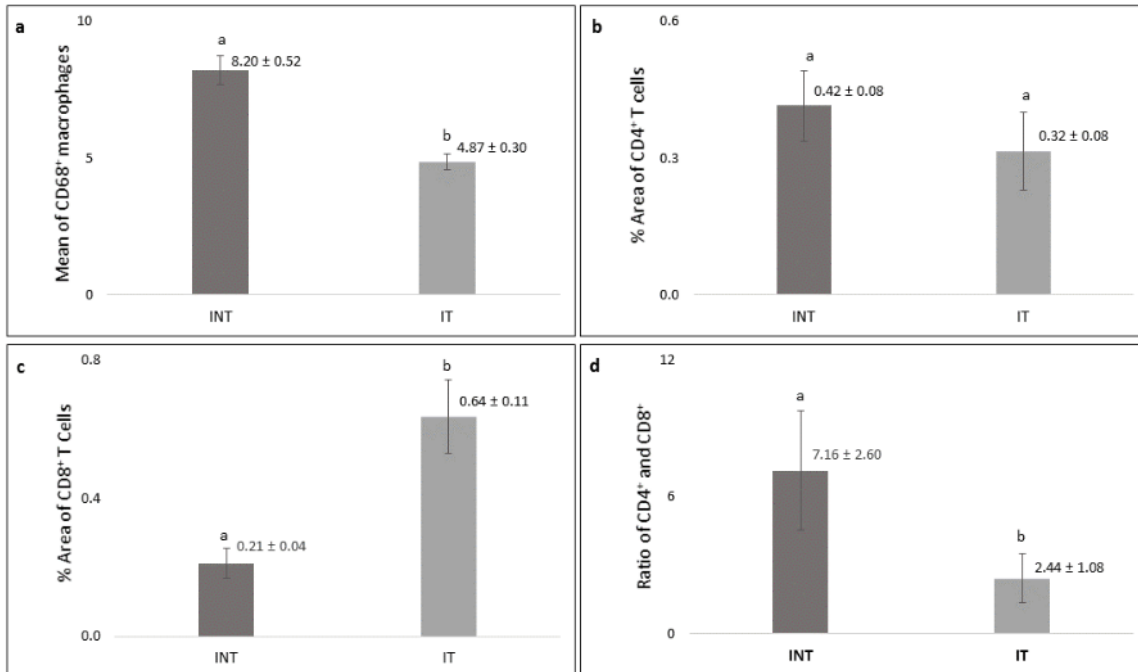 a
Mean of CD68⁺ macrophages
10
5
0
a
8.20 ± 0.52
b
4.87 ± 0.30
INT
IT
b
% Area of CD4⁺ T cells
0.6
0.3
0.0
a
0.42 ± 0.08
a
0.32 ± 0.08
INT
IT
c
% Area of CD8⁺ T Cells
0.8
0.4
0.0
a
0.21 ± 0.04
b
0.64 ± 0.11
INT
IT
d
Ratio of CD4⁺ and CD8⁺
12
6
0
a
7.16 ± 2.60
b
2.44 ± 1.08
INT
IT